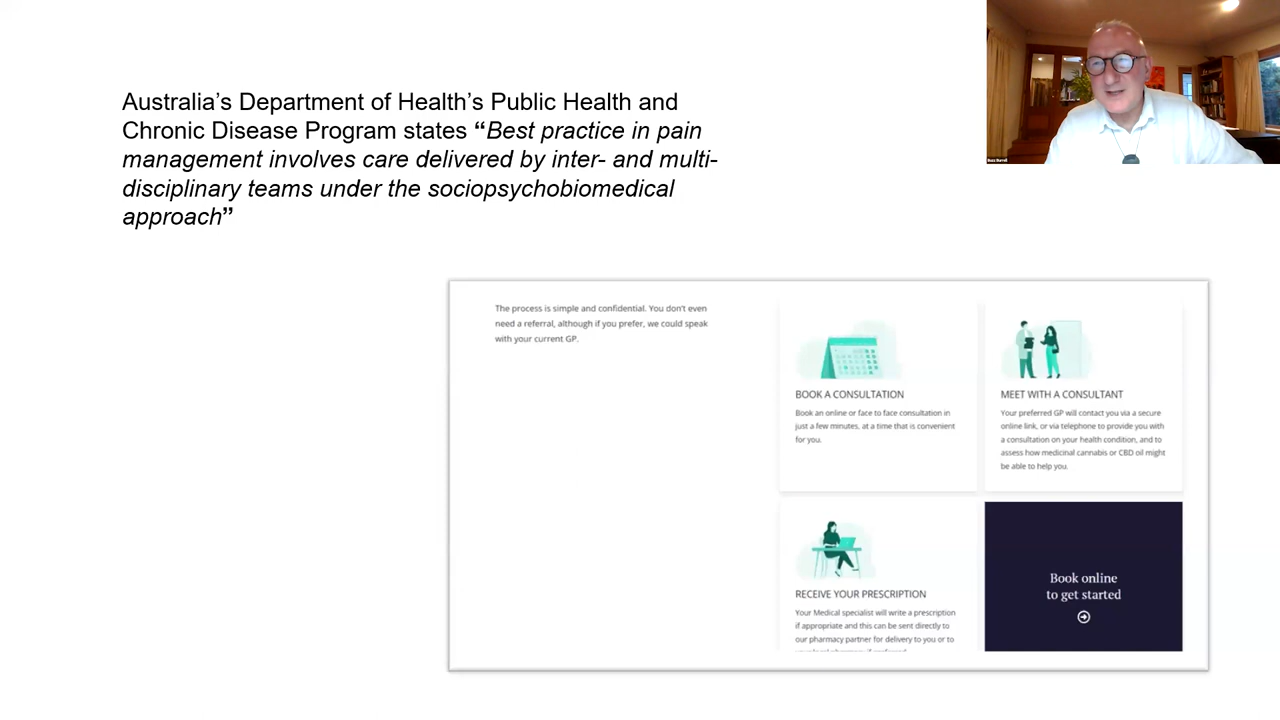 Australia’s Department of Health’s Public Health and
Chronic Disease Program states “Best practice in pain
management involves care delivered by inter- and multi-
disciplinary teams under the sociopsychobiomedical
approach”
The process is simple and confidential. You don't even
need a referral, although if you prefer, we could speak
with your current GP.
BOOK A CONSULTATION
Book an online or face to face consultation in
just a few minutes, at a time that is convenient
for you.
MEET WITH A CONSULTANT
Your preferred GP will contact you via a secure
online link, or via telephone to provide you with
a consultation on your health condition, and to
assess how medicinal cannabis or CBD oil might
be able to help you.
RECEIVE YOUR PRESCRIPTION
Your Medical specialist will write a prescription
if appropriate and this can be sent directly to
our pharmacy partner for delivery to you or to
Book online
to get started